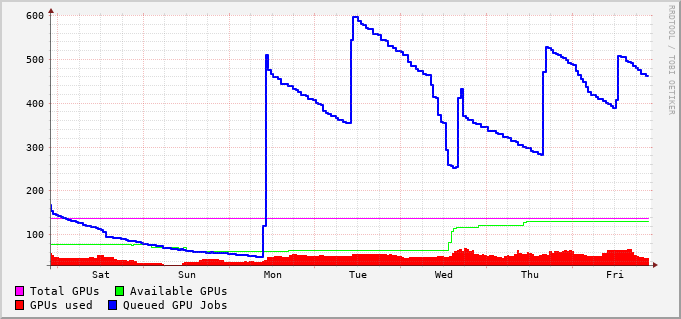 600
500
400
300
200
100
Sat Sun Mon Tue Wed Thu Fri
RRDTOOL / TOBI OETIKER
Total GPUs Available GPUs
GPUs used Queued GPU Jobs